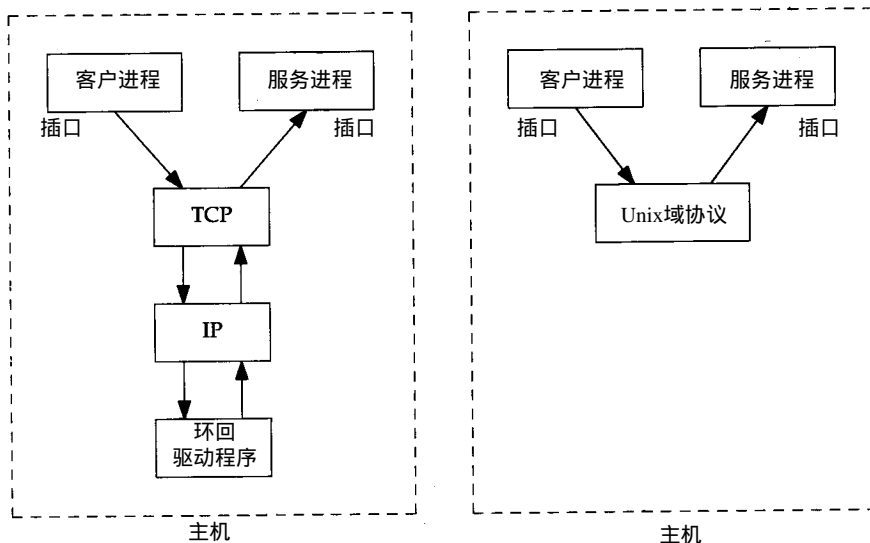 客户进程
服务进程
插口
插口
TCP
IP
环回
驱动程序
主机
客户进程
服务进程
插口
插口
Unix域协议
主机